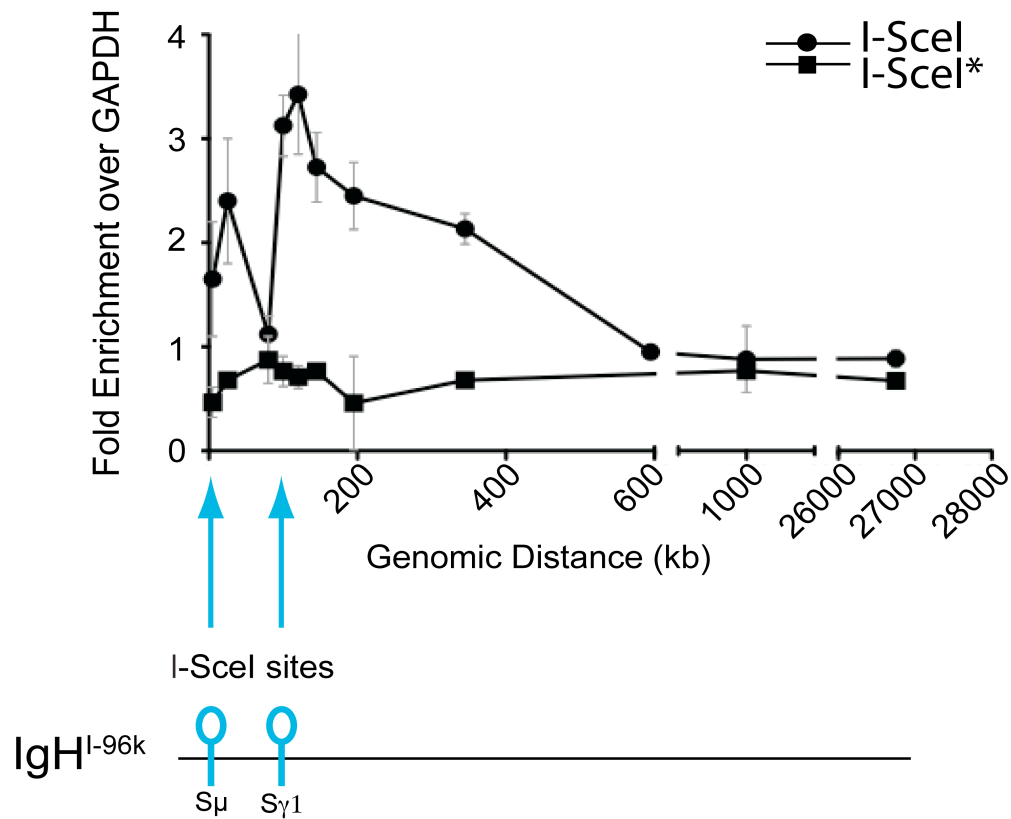 I-SceI
I-SceI*
Fold Enrichment over GAPDH
4
3
2
1
0
200
400
600
1000
26000
27000
28000
Genomic Distance (kb)
I-SceI sites
IgH^I-96k
Sμ
Sγ1